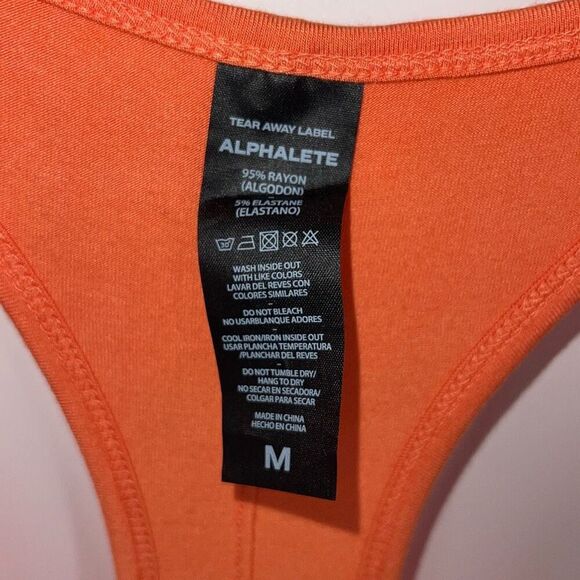 TEAR AWAY LABEL
ALPHALETE
95% RAYON
(ALGODON)
5% ELASTANE
(ELASTANO)
WASH INSIDE OUT
WITH LIKE COLORS
LAVAR DEL REVES CON
COLORES SIMILARES
–
DO NOT BLEACH
NO USARBLANQUE ADORES
–
COOL IRON/IRON INSIDE OUT
USAR PLANCHA TEMPERATURA
/PLANCHAR DEL REVES
–
DO NOT TUMBLE DRY/
HANG TO DRY
NO SECAR EN SECADORA/
COLGAR PARA SECAR
–
MADE IN CHINA
HECHO EN CHINA
M